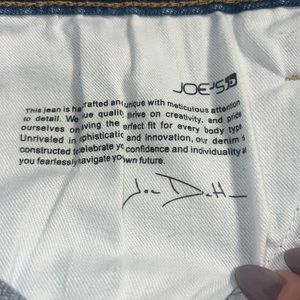 JOE'S
This jean is handcrafted and unique with meticulous attention
to detail. We value quality, thrive on creativity, and pride
ourselves on giving the perfect fit for every body type.
Unrivaled in sophistication and innovation, our denim is
constructed to celebrate your confidence and individuality as
you fearlessly navigate your own future.
Joe